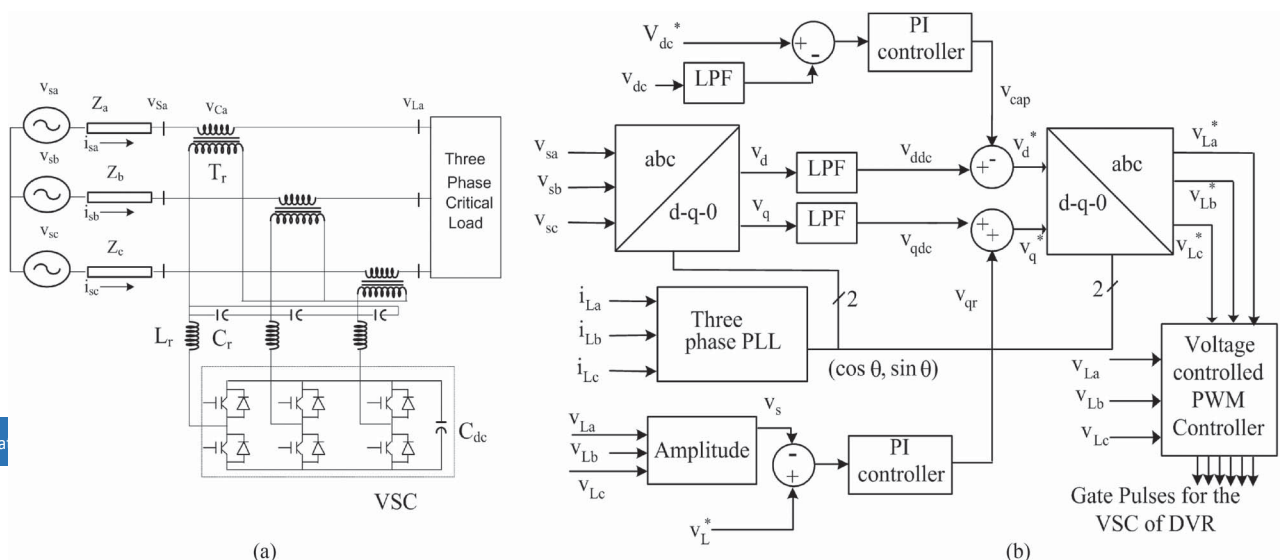 v_sa
Z_a
v_Sa
v_Ca
v_La
i_sa
T_r
v_sb
Z_b
i_sb
v_sc
Z_c
i_sc
Three
Phase
Critical
Load
L_r
C_r
C_dc
VSC
(a)
V_dc*
+
-
PI
controller
v_dc
LPF
v_cap
v_sa
v_sb
v_sc
abc
d-q-0
v_d
LPF
v_ddc
+
-
v_d*
v_q
LPF
v_qdc
+
+
v_q*
abc
d-q-0
v_La*
v_Lb*
v_Lc*
2
2
i_La
i_Lb
i_Lc
Three
phase PLL
(cos θ, sin θ)
v_qr
v_La
v_Lb
v_Lc
Voltage
controlled
PWM
Controller
v_La
v_Lb
v_Lc
Amplitude
v_s
-
+
PI
controller
v_L*
Gate Pulses for the
VSC of DVR
(b)